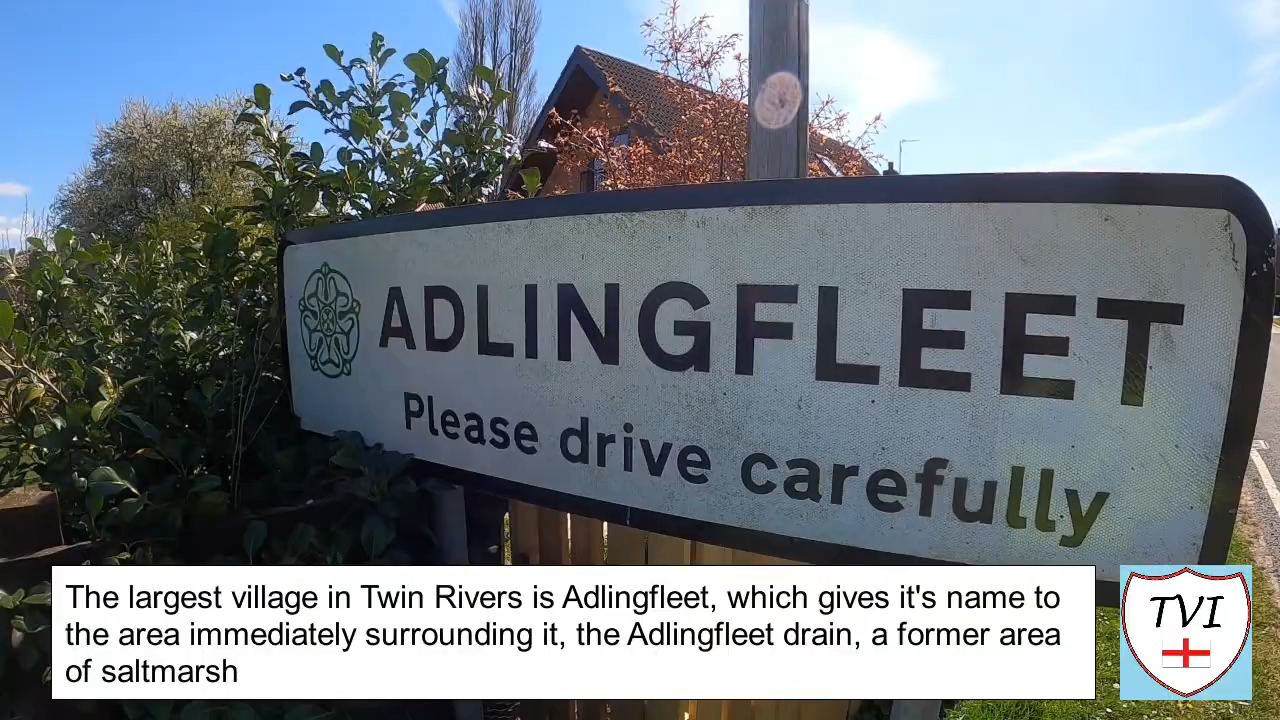 ADLINGFLEET
Please drive carefully
The largest village in Twin Rivers is Adlingfleet, which gives it's name to
the area immediately surrounding it, the Adlingfleet drain, a former area
of saltmarsh
TVI